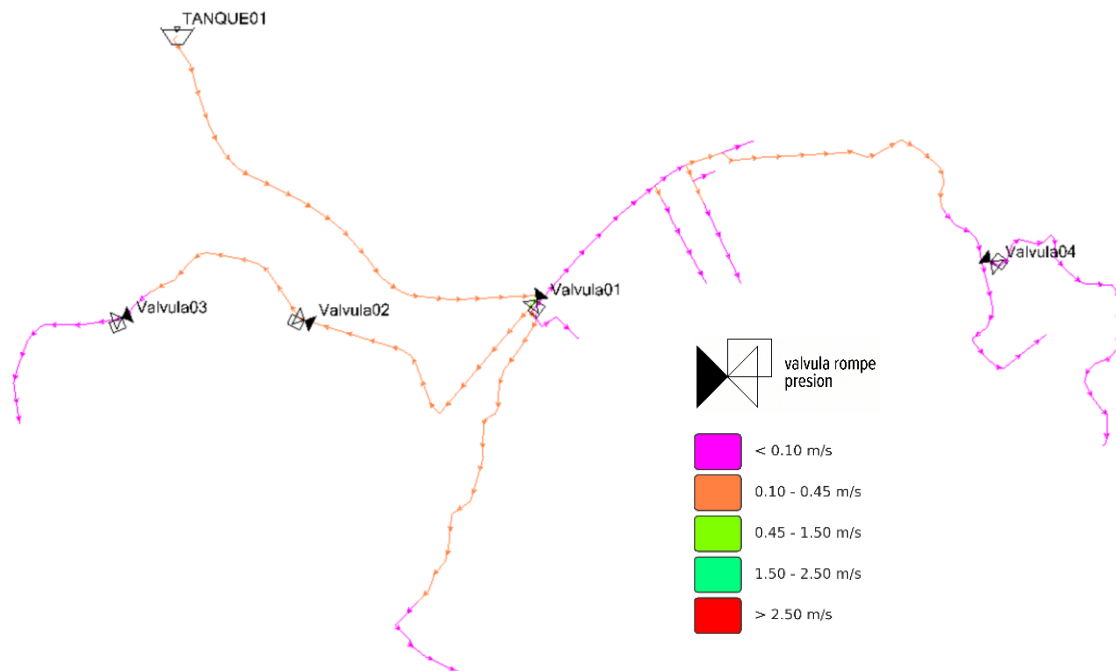 TANQUE01
Valvula04
Valvula01
Valvula03
Valvula02
valvula rompe
presion
< 0.10 m/s
0.10 - 0.45 m/s
0.45 - 1.50 m/s
1.50 - 2.50 m/s
> 2.50 m/s